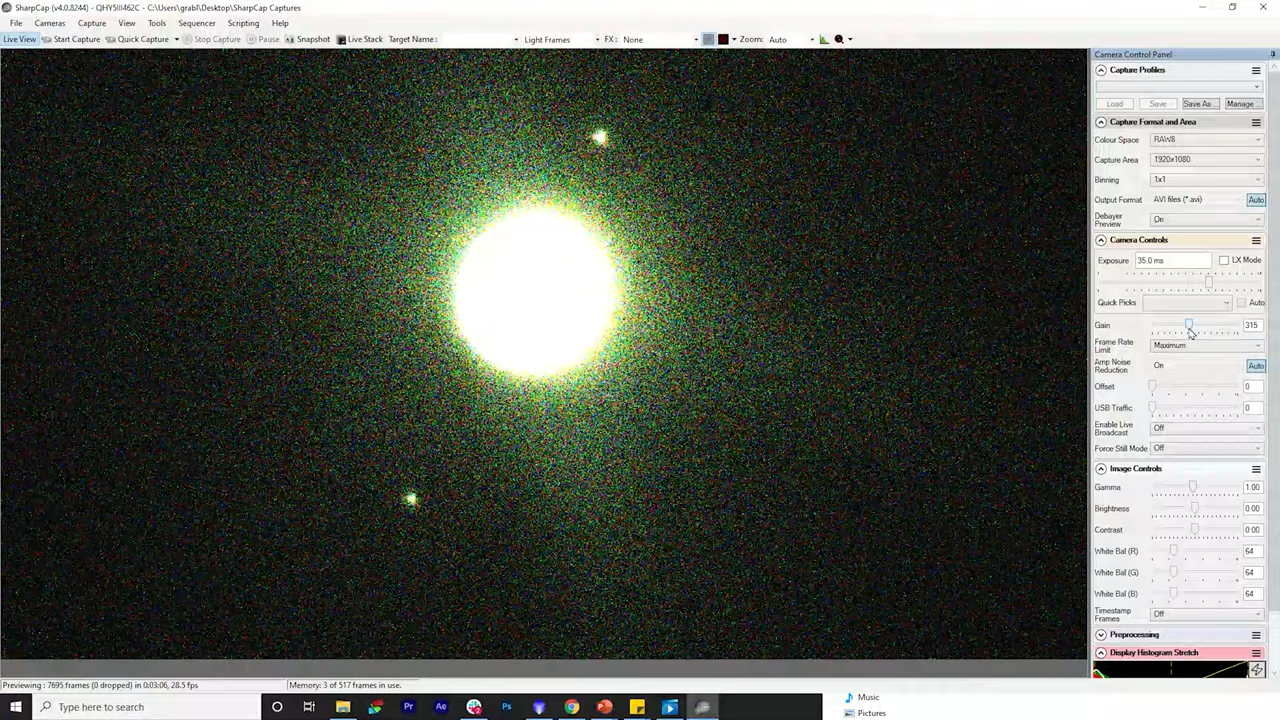 SharpCap (v4.0.8244) - QHY5III462C - C:\Users\grabl\Desktop\SharpCap Captures
File Cameras Capture View Tools Sequencer Scripting Help
Live View Start Capture Quick Capture Stop Capture Pause Snapshot Live Stack Target Name: Light Frames FX: None Zoom: Auto
Camera Control Panel
Capture Profiles
Load Save Save As... Manage...
Capture Format and Area
Colour Space RAW8
Capture Area 1920x1080
Binning 1x1
Output Format AVI files (*.avi) Auto
Debayer Preview On
Camera Controls
Exposure 35.0 ms LX Mode
Quick Picks Auto
Gain 315
Frame Rate Limit Maximum
Amp Noise Reduction On Auto
Offset 0
USB Traffic 0
Enable Live Broadcast Off
Force Still Mode Off
Image Controls
Gamma 1.00
Brightness 0.00
Contrast 0.00
White Bal (R) 64
White Bal (G) 64
White Bal (B) 64
Timestamp Frames Off
Preprocessing
Display Histogram Stretch
Previewing : 7695 frames (0 dropped) in 0:03:06, 28.5 fps Memory: 3 of 517 frames in use.
Type here to search
Pr Ae Ps
Music
Pictures